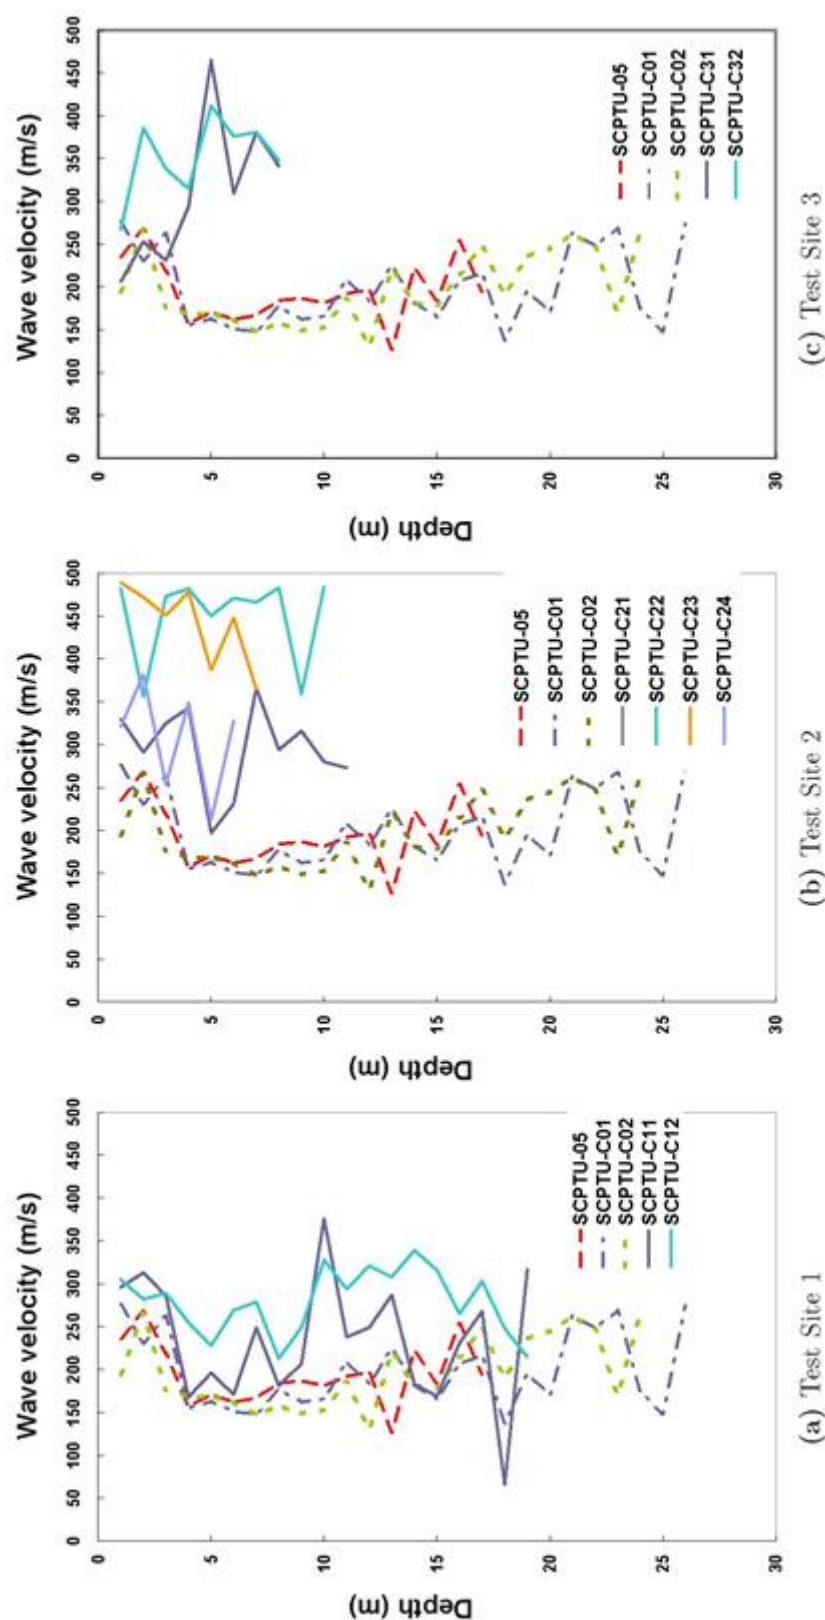 Wave velocity (m/s)
0 50 100 150 200 250 300 350 400 450 500
0
5
10
15
20
25
30
Depth (m)
SCPTU-05
SCPTU-C01
SCPTU-C02
SCPTU-C11
SCPTU-C12
(a) Test Site 1
Wave velocity (m/s)
0 50 100 150 200 250 300 350 400 450 500
0
5
10
15
20
25
30
Depth (m)
SCPTU-05
SCPTU-C01
SCPTU-C02
SCPTU-C21
SCPTU-C22
SCPTU-C23
SCPTU-C24
(b) Test Site 2
Wave velocity (m/s)
0 50 100 150 200 250 300 350 400 450 500
0
5
10
15
20
25
30
Depth (m)
SCPTU-05
SCPTU-C01
SCPTU-C02
SCPTU-C31
SCPTU-C32
(c) Test Site 3